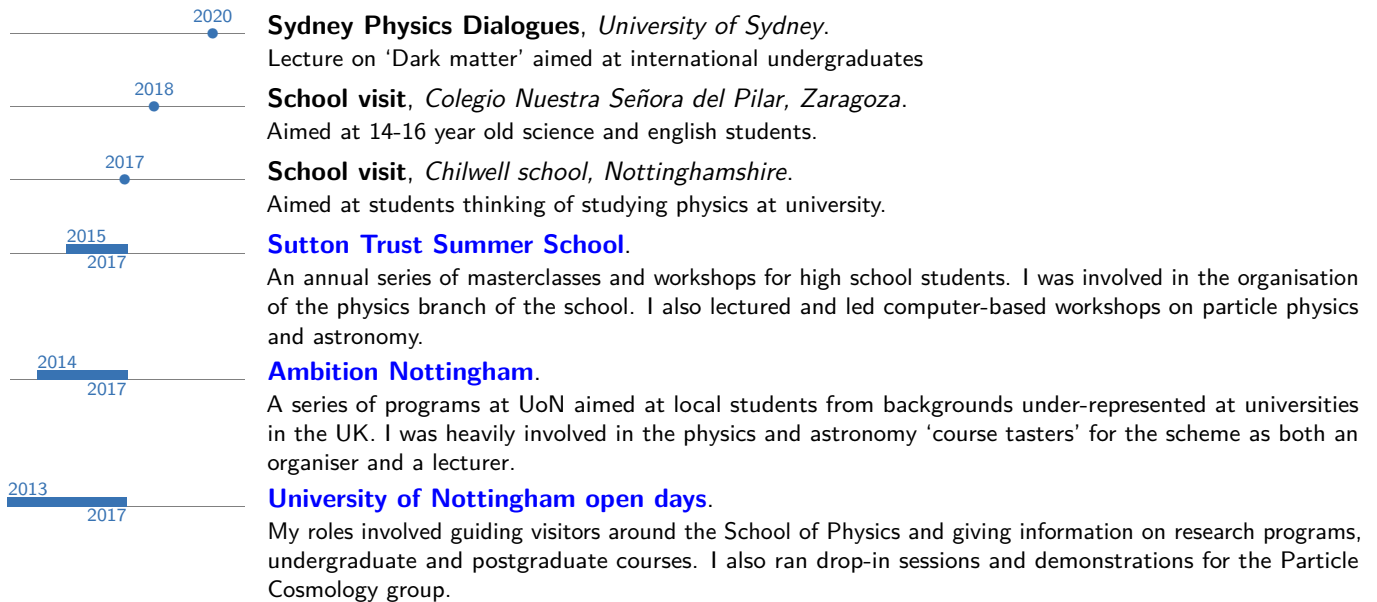 2020
Sydney Physics Dialogues, University of Sydney.
Lecture on ‘Dark matter’ aimed at international undergraduates
2018
School visit, Colegio Nuestra Señora del Pilar, Zaragoza.
Aimed at 14-16 year old science and english students.
2017
School visit, Chilwell school, Nottinghamshire.
Aimed at students thinking of studying physics at university.
2015
2017
Sutton Trust Summer School.
An annual series of masterclasses and workshops for high school students. I was involved in the organisation
of the physics branch of the school. I also lectured and led computer-based workshops on particle physics
and astronomy.
2014
2017
Ambition Nottingham.
A series of programs at UoN aimed at local students from backgrounds under-represented at universities
in the UK. I was heavily involved in the physics and astronomy ‘course tasters’ for the scheme as both an
organiser and a lecturer.
2013
2017
University of Nottingham open days.
My roles involved guiding visitors around the School of Physics and giving information on research programs,
undergraduate and postgraduate courses. I also ran drop-in sessions and demonstrations for the Particle
Cosmology group.